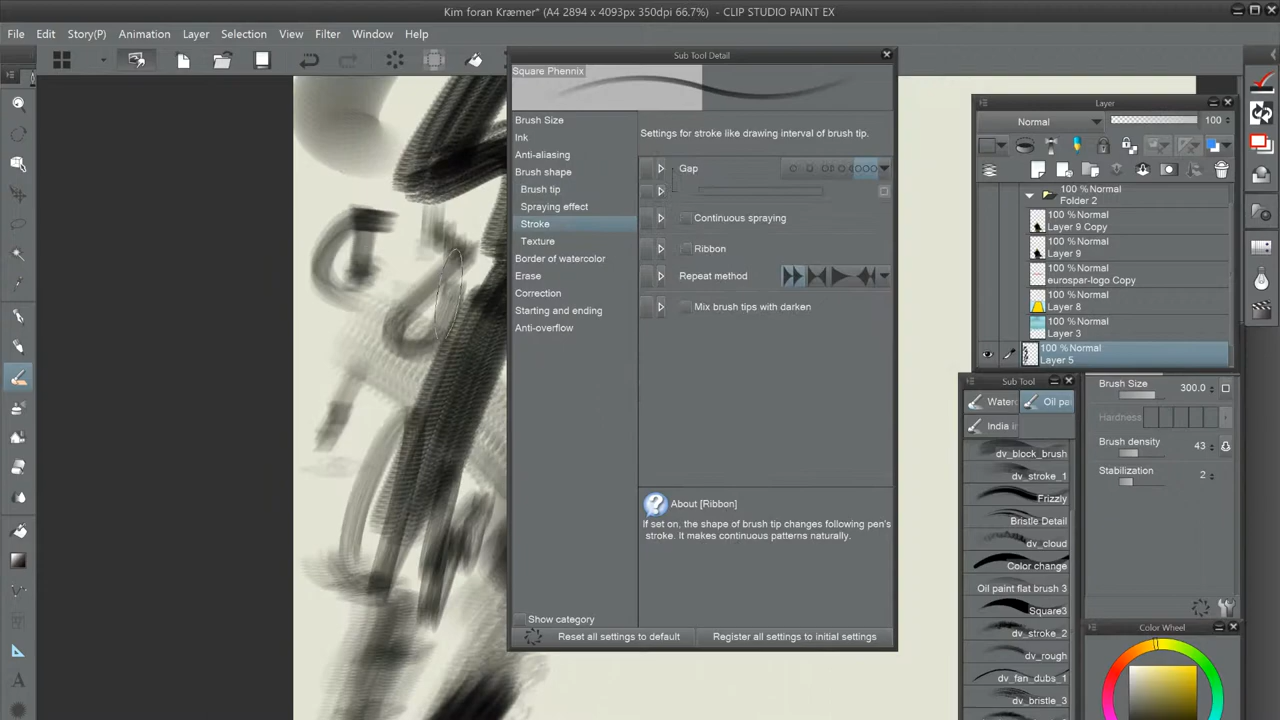 Kim foran Kræmer* (A4 2894 x 4093px 350dpi 66.7%) - CLIP STUDIO PAINT EX
File Edit Story(P) Animation Layer Selection View Filter Window Help
Sub Tool Detail
Square Phennix
Brush Size
Ink
Anti-aliasing
Brush shape
Brush tip
Spraying effect
Stroke
Texture
Border of watercolor
Erase
Correction
Starting and ending
Anti-overflow
Show category
Settings for stroke like drawing interval of brush tip.
Gap
Continuous spraying
Ribbon
Repeat method
Mix brush tips with darken
About [Ribbon]
If set on, the shape of brush tip changes following pen's
stroke. It makes continuous patterns naturally.
Reset all settings to default
Register all settings to initial settings
Layer
Normal 100
100 %Normal
Folder 2
100 %Normal
Layer 9 Copy
100 %Normal
Layer 9
100 %Normal
eurospar-logo Copy
100 %Normal
Layer 8
100 %Normal
Layer 3
100 %Normal
Layer 5
Sub Tool
Waterc Oil pai
India in
dv_block_brush
dv_stroke_1
Frizzly
Bristle Detail
dv_cloud
Color change
Oil paint flat brush 3
Square3
dv_stroke_2
dv_rough
dv_fan_dubs_1
dv_bristle_3
Brush Size 300.0
Hardness
Brush density 43
Stabilization 2
Color Wheel
A